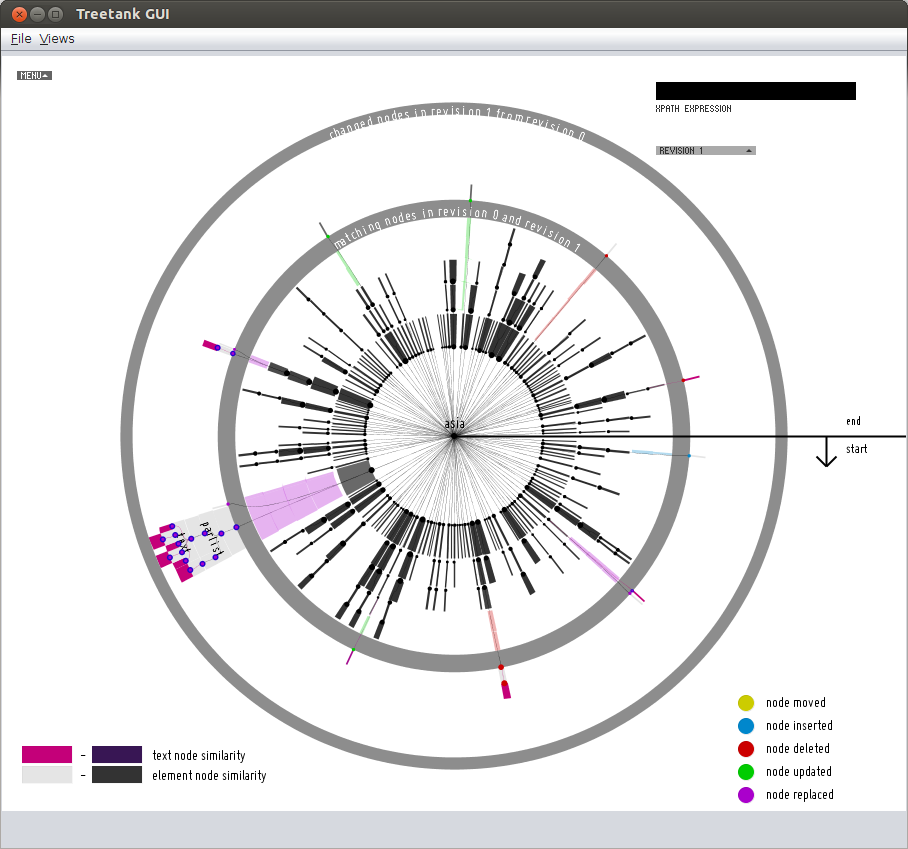 Treetank GUI
File Views
MENU
XPATH EXPRESSION
REVISION 1
changed nodes in revision 1 from revision 0
matching nodes in revision 0 and revision 1
asia
end
start
parlist
text
node moved
node inserted
node deleted
node updated
node replaced
- text node similarity
- element node similarity